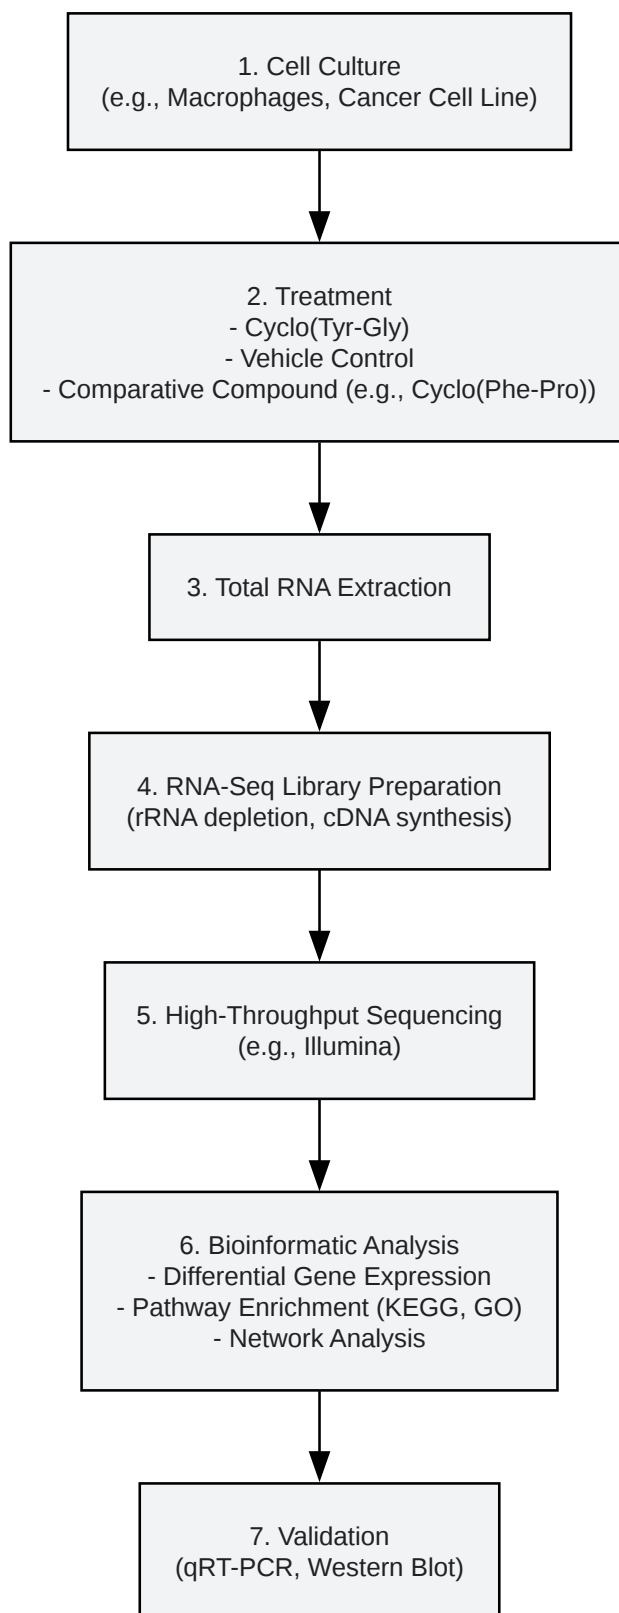 1. Cell Culture
(e.g., Macrophages, Cancer Cell Line)
2. Treatment
- Cyclo(Tyr-Gly)
- Vehicle Control
- Comparative Compound (e.g., Cyclo(Phe-Pro))
3. Total RNA Extraction
4. RNA-Seq Library Preparation
(rRNA depletion, cDNA synthesis)
5. High-Throughput Sequencing
(e.g., Illumina)
6. Bioinformatic Analysis
- Differential Gene Expression
- Pathway Enrichment (KEGG, GO)
- Network Analysis
7. Validation
(qRT-PCR, Western Blot)